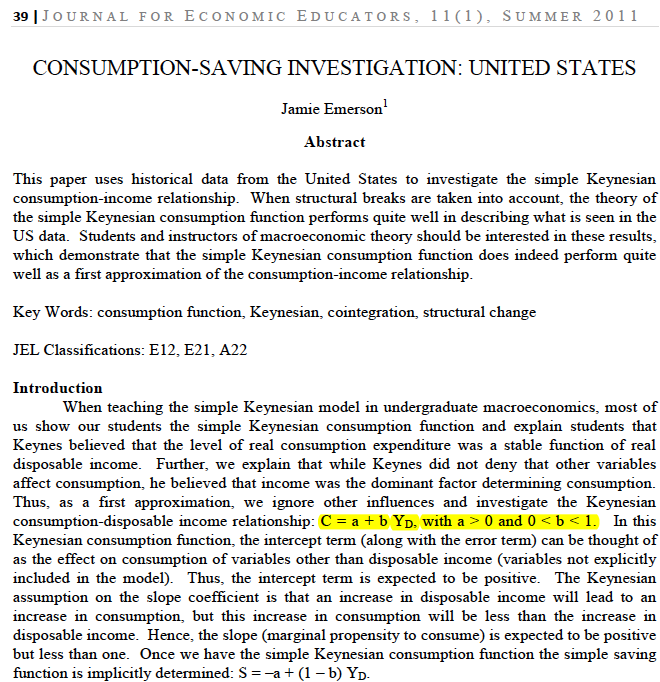 39 | JOURNAL FOR ECONOMIC EDUCATORS, 11(1), SUMMER 2011
CONSUMPTION-SAVING INVESTIGATION: UNITED STATES
Jamie Emerson1
Abstract
This paper uses historical data from the United States to investigate the simple Keynesian
consumption-income relationship. When structural breaks are taken into account, the theory of
the simple Keynesian consumption function performs quite well in describing what is seen in the
US data. Students and instructors of macroeconomic theory should be interested in these results,
which demonstrate that the simple Keynesian consumption function does indeed perform quite
well as a first approximation of the consumption-income relationship.
Key Words: consumption function, Keynesian, cointegration, structural change
JEL Classifications: E12, E21, A22
Introduction
When teaching the simple Keynesian model in undergraduate macroeconomics, most of
us show our students the simple Keynesian consumption function and explain students that
Keynes believed that the level of real consumption expenditure was a stable function of real
disposable income. Further, we explain that while Keynes did not deny that other variables
affect consumption, he believed that income was the dominant factor determining consumption.
Thus, as a first approximation, we ignore other influences and investigate the Keynesian
consumption-disposable income relationship: C = a + b YD, with a > 0 and 0 < b < 1. In this
Keynesian consumption function, the intercept term (along with the error term) can be thought of
as the effect on consumption of variables other than disposable income (variables not explicitly
included in the model). Thus, the intercept term is expected to be positive. The Keynesian
assumption on the slope coefficient is that an increase in disposable income will lead to an
increase in consumption, but this increase in consumption will be less than the increase in
disposable income. Hence, the slope (marginal propensity to consume) is expected to be positive
but less than one. Once we have the simple Keynesian consumption function the simple saving
function is implicitly determined: S = −a + (1 – b) YD.